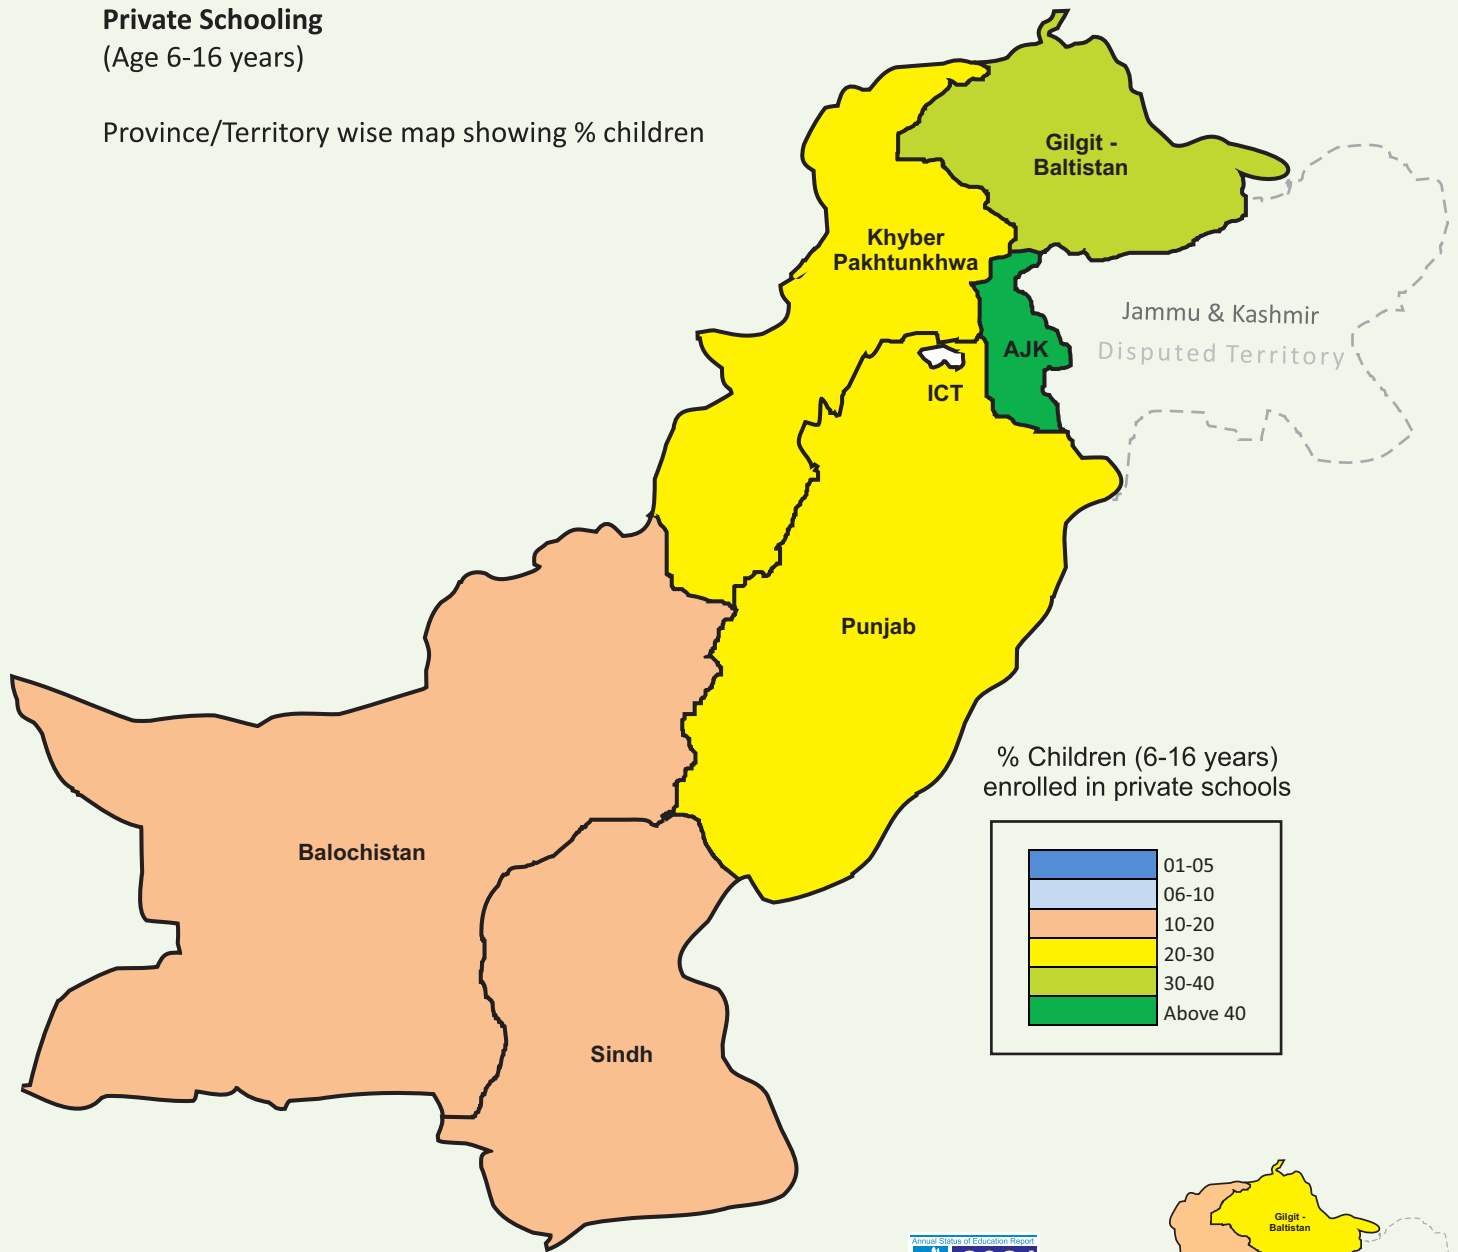 Private Schooling
(Age 6-16 years)
Province/Territory wise map showing % children
Gilgit -
Baltistan
Khyber
Pakhtunkhwa
Jammu & Kashmir
Disputed Territory
AJK
ICT
Punjab
% Children (6-16 years)
enrolled in private schools
01-05
06-10
10-20
20-30
30-40
Above 40
Balochistan
Sindh
Gilgit -
Baltistan
Annual Status of Education Report